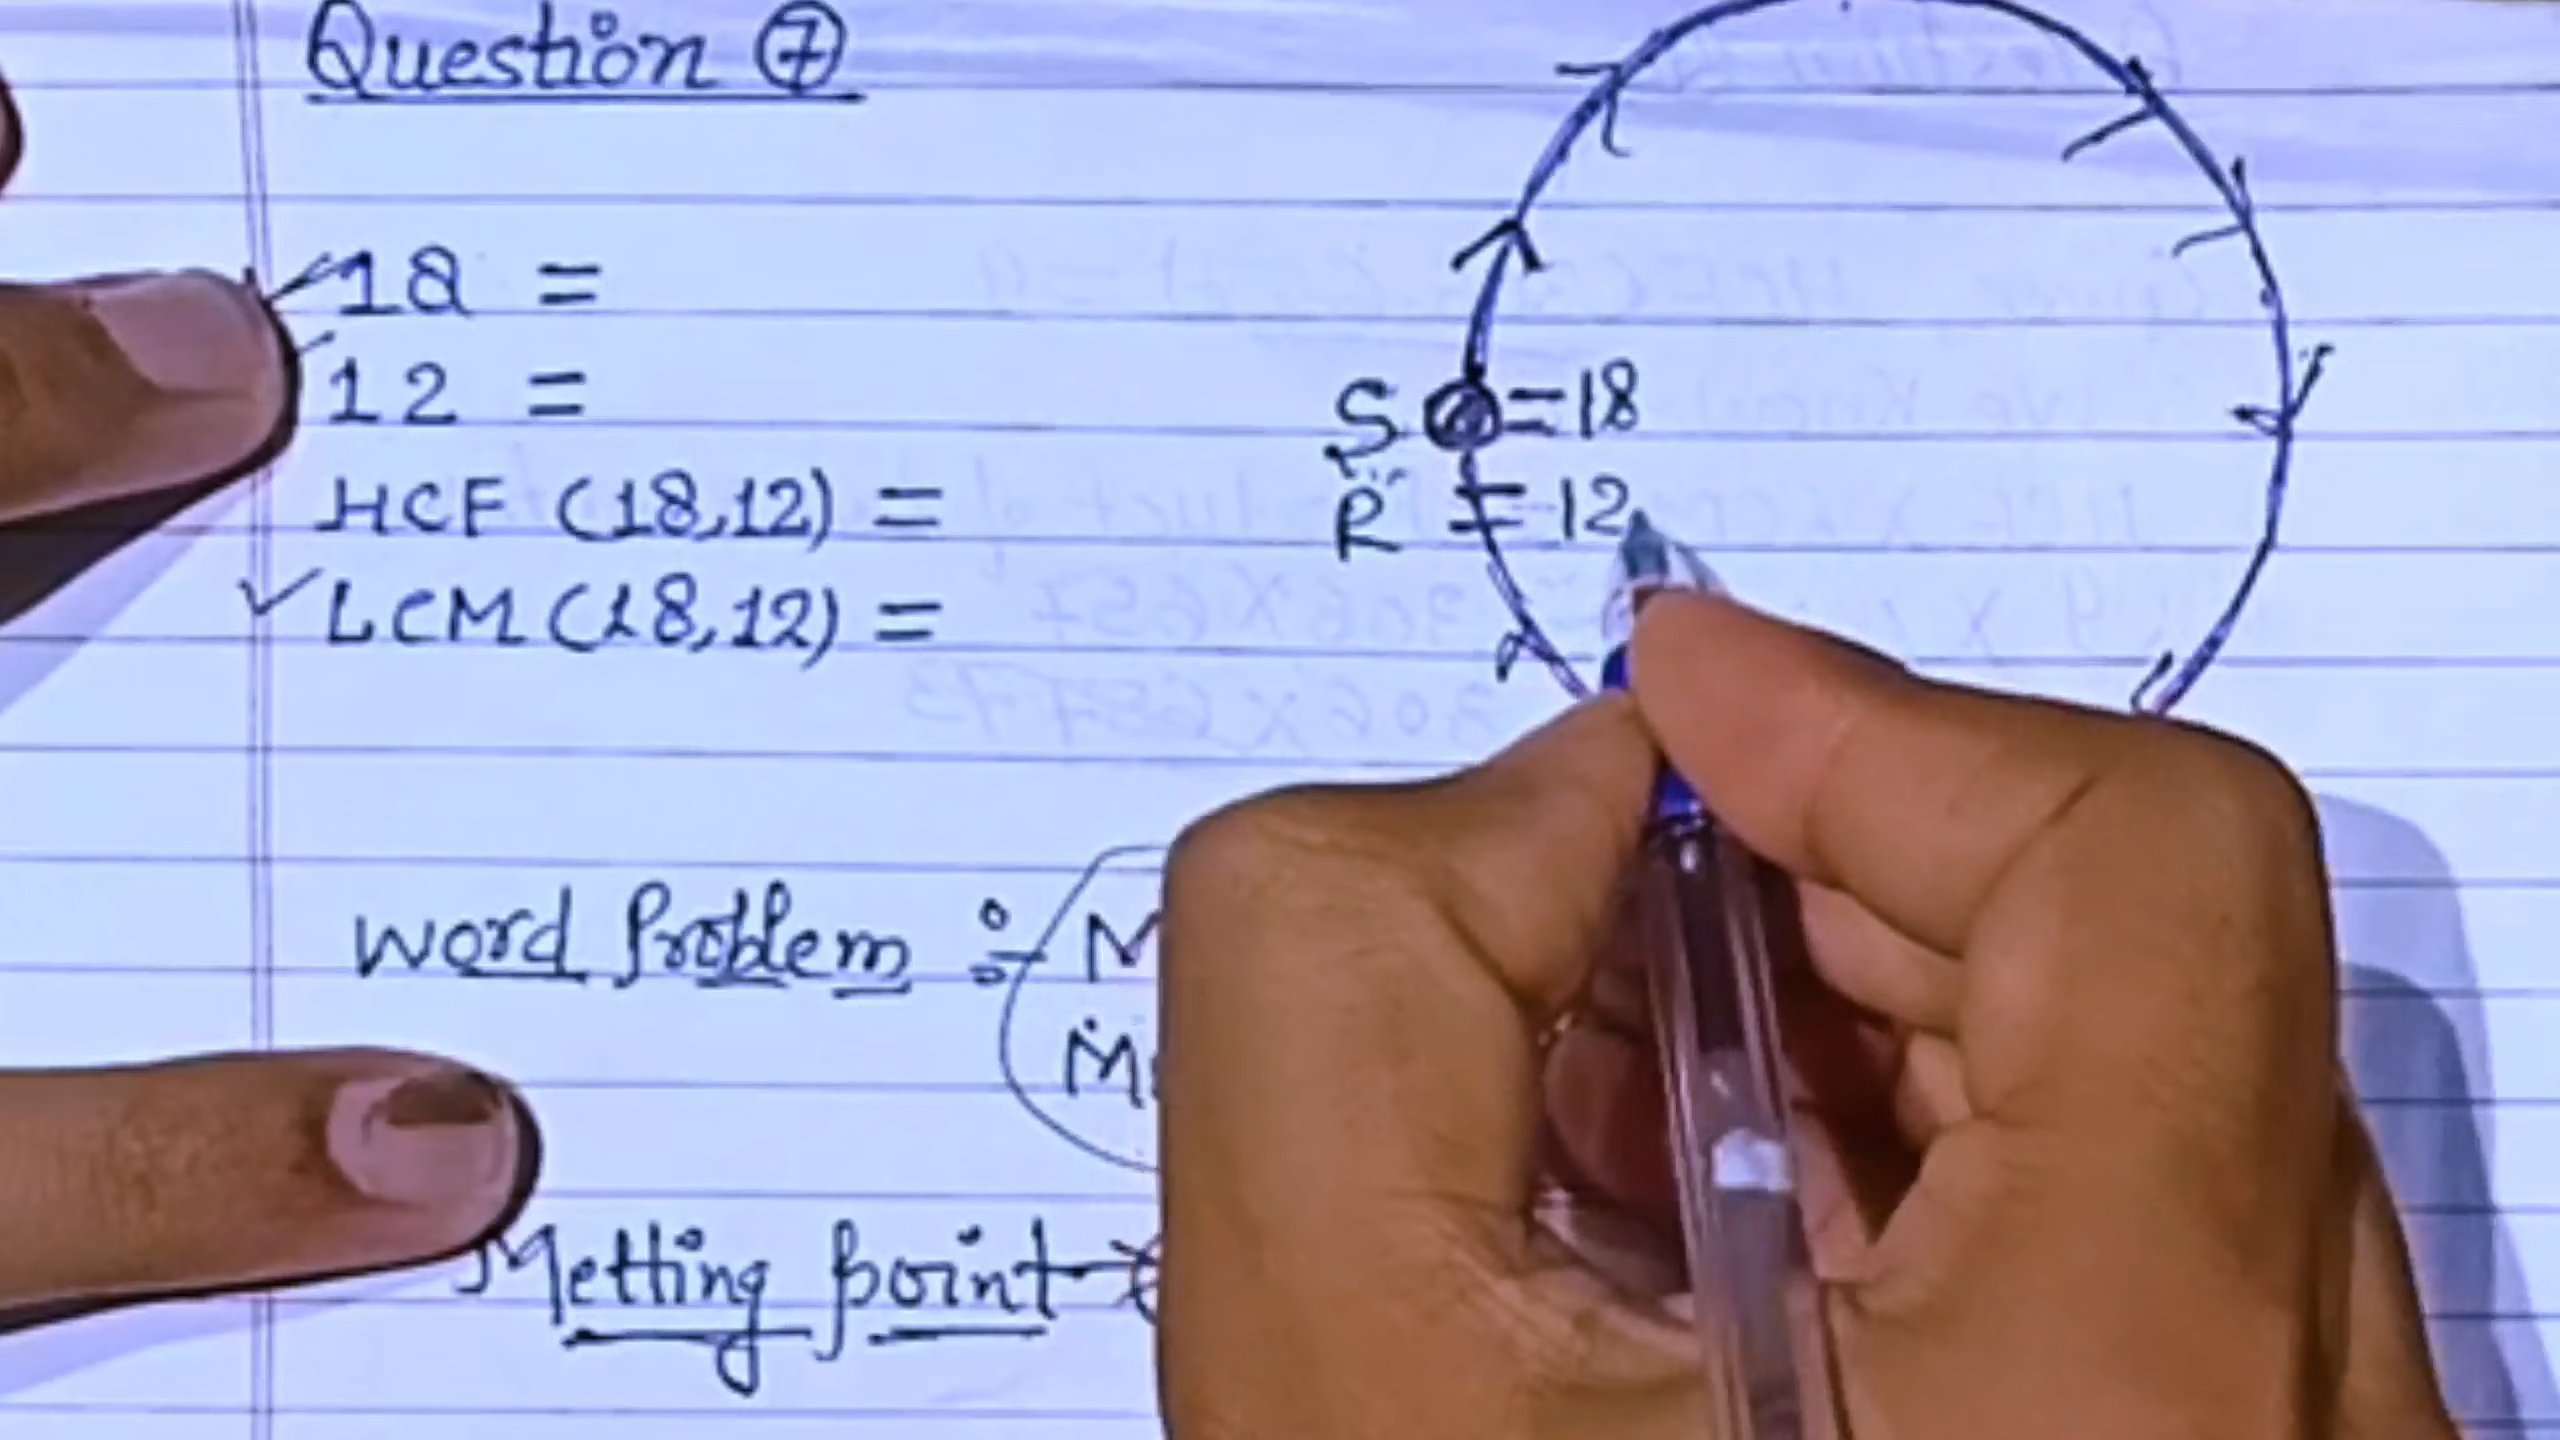 Question 7
18 =
12 =
HCF (18,12) =
LCM (18,12) =
S = 18
R = 12
Word Problem :-
Metting point